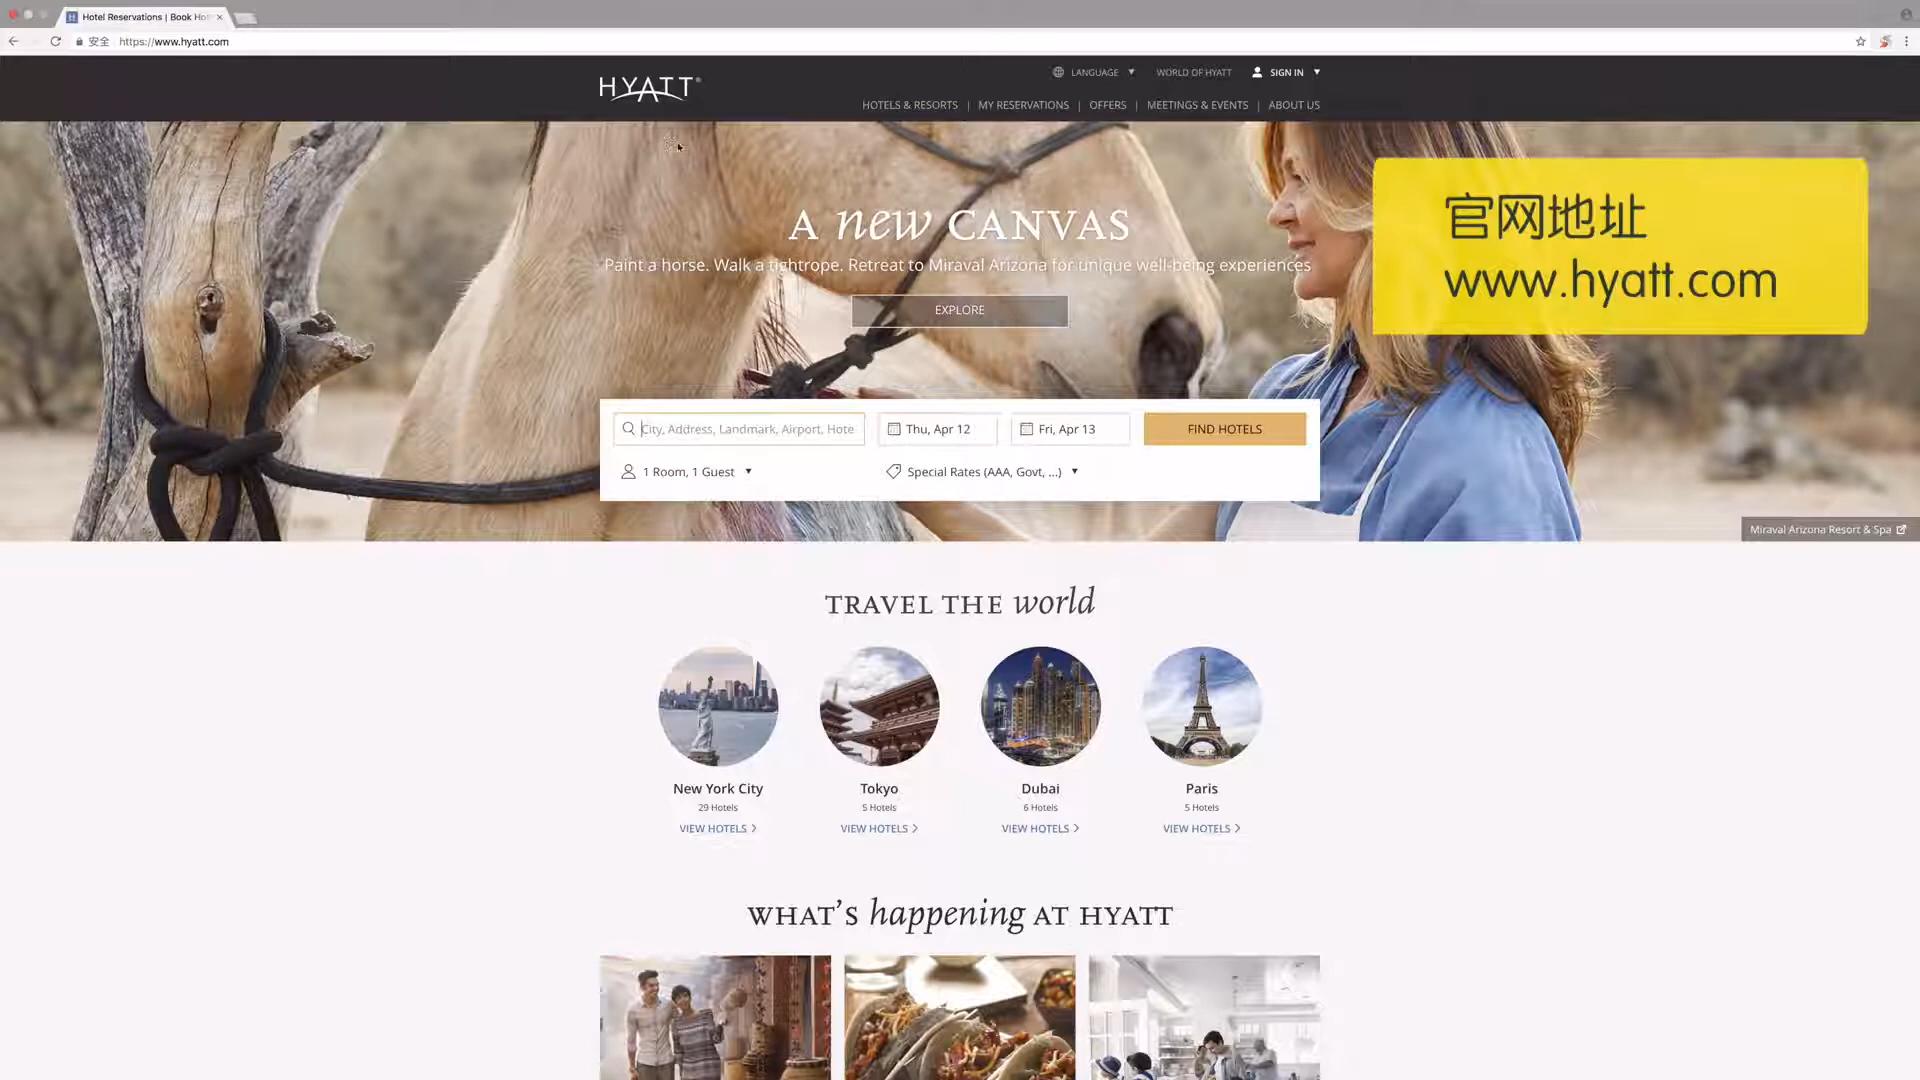 Hotel Reservations | Book Hot
安全 https://www.hyatt.com
HYATT
LANGUAGE WORLD OF HYATT SIGN IN
HOTELS & RESORTS | MY RESERVATIONS | OFFERS | MEETINGS & EVENTS | ABOUT US
官网地址
www.hyatt.com
A new CANVAS
Paint a horse. Walk a tightrope. Retreat to Miraval Arizona for unique well-being experiences
EXPLORE
City, Address, Landmark, Airport, Hote Thu, Apr 12 Fri, Apr 13 FIND HOTELS
1 Room, 1 Guest Special Rates (AAA, Govt, ...)
Miraval Arizona Resort & Spa
TRAVEL THE world
New York City Tokyo Dubai Paris
29 Hotels 5 Hotels 6 Hotels 5 Hotels
VIEW HOTELS VIEW HOTELS VIEW HOTELS VIEW HOTELS
WHAT'S happening AT HYATT